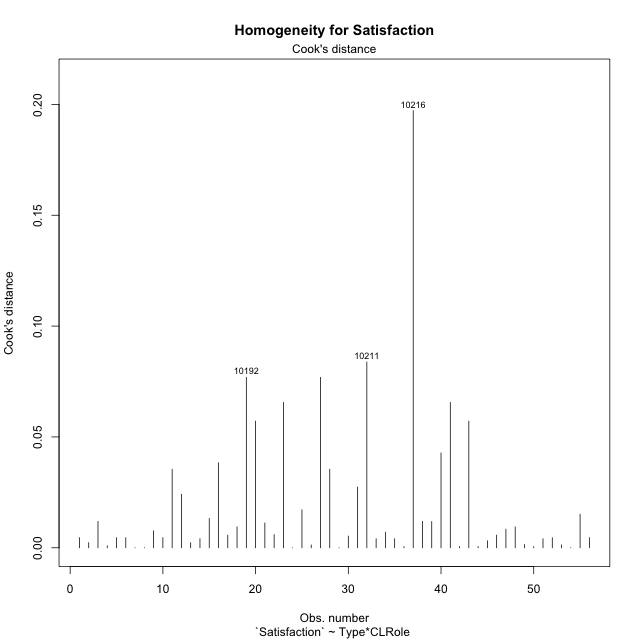 Homogeneity for Satisfaction
Cook's distance
Cook's distance
0.20
0.15
0.10
0.05
0.00
10216
10211
10192
0 10 20 30 40 50
Obs. number
`Satisfaction` ~ Type*CLRole